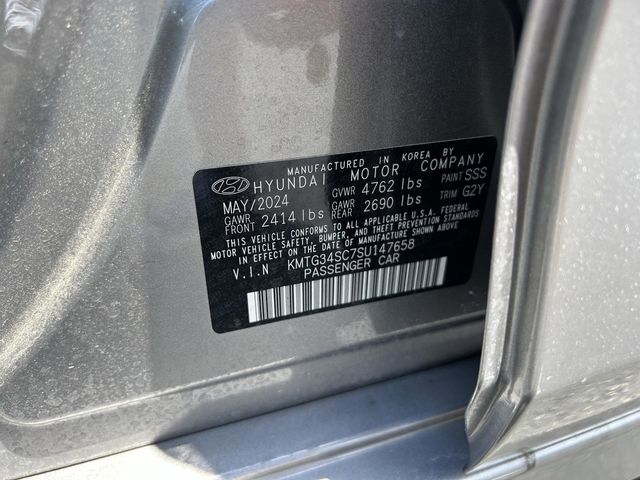 MANUFACTURED IN KOREA BY
HYUNDAI MOTOR COMPANY
MAY/2024 GVWR 4762 lbs PAINT SSS
GAWR FRONT 2414 lbs GAWR REAR 2690 lbs TRIM G2Y
THIS VEHICLE CONFORMS TO ALL APPLICABLE U.S.A. FEDERAL
MOTOR VEHICLE SAFETY, BUMPER, AND THEFT PREVENTION STANDARDS
IN EFFECT ON THE DATE OF MANUFACTURE SHOWN ABOVE.
V.I.N KMTG34SC7SU147658
PASSENGER CAR